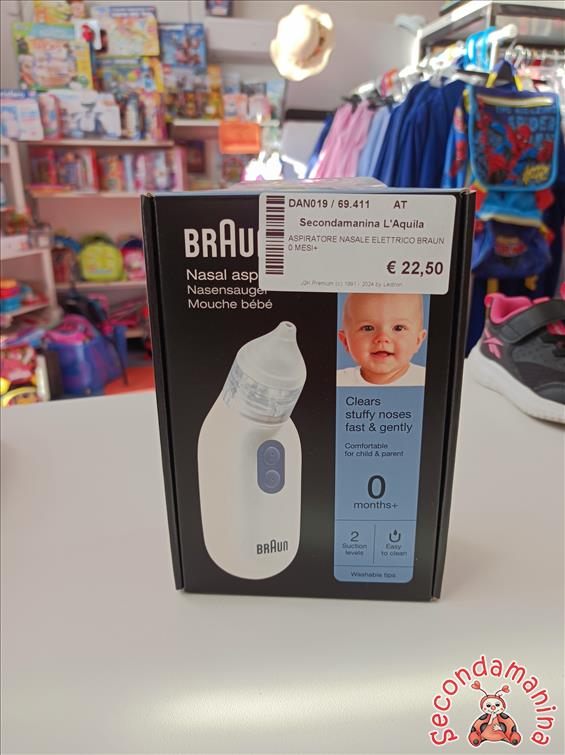 DAN019 / 69.411 AT
Secondamanina L'Aquila
ASPIRATORE NASALE ELETTRICO BRAUN
0 MESI+
€ 22,50
JQX Premium (c) 1991 - 2024 by Ledron
BRAU
Nasal asp
Nasensauger
Mouche bébé
Clears
stuffy noses
fast & gently
Comfortable
for child & parent
0
months+
2
Suction
levels
Easy
to clean
Washable tips
BRAUN
Secondamanina